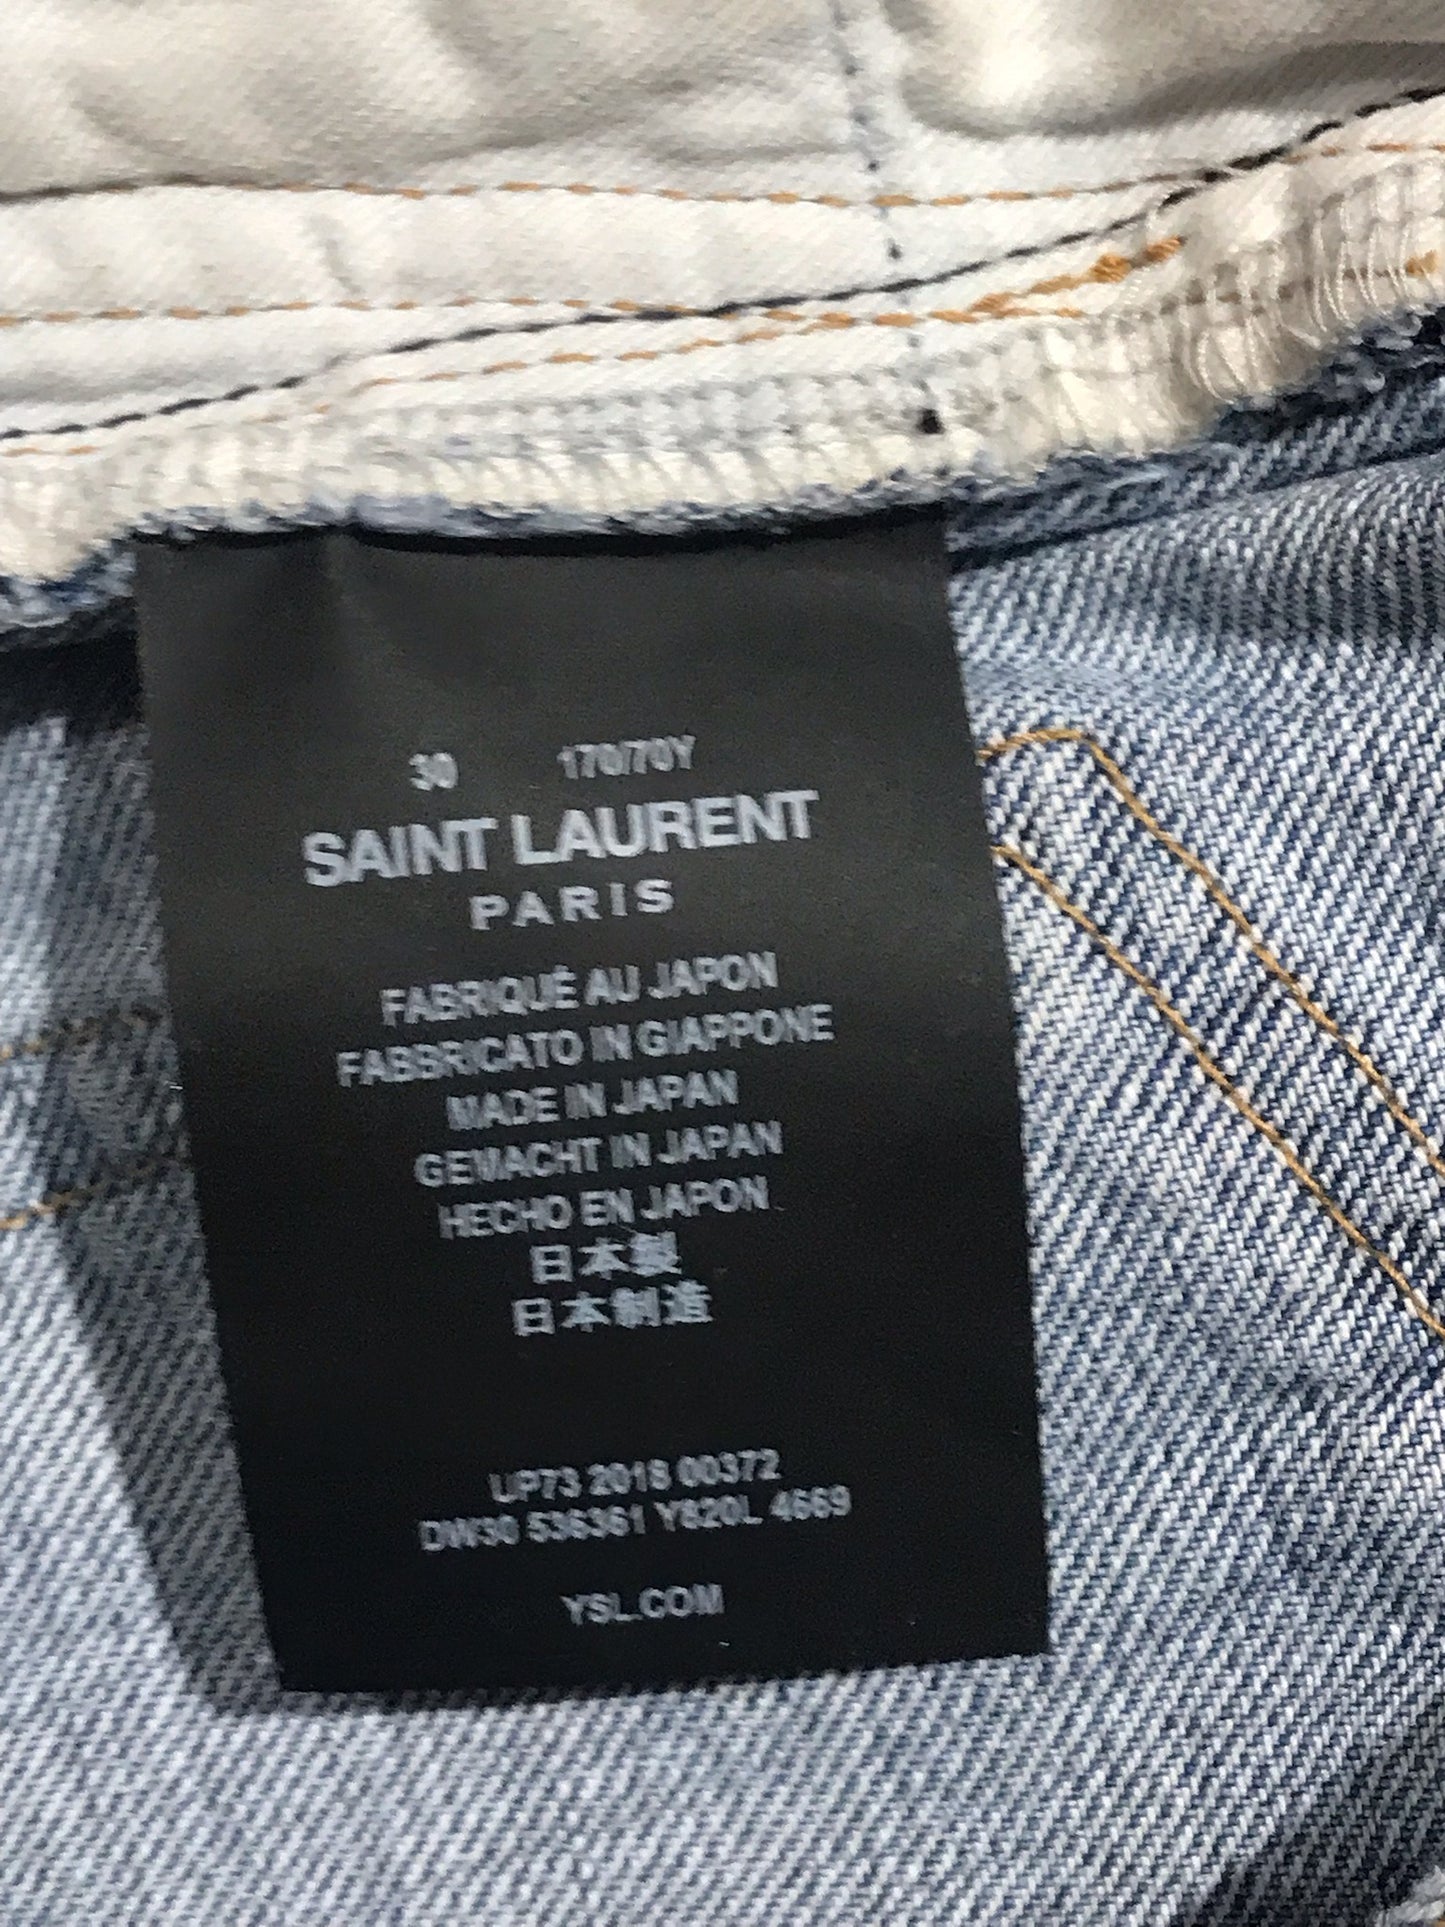 30 170/70Y
SAINT LAURENT
PARIS
FABRIQUÉ AU JAPON
FABBRICATO IN GIAPPONE
MADE IN JAPAN
GEMACHT IN JAPAN
HECHO EN JAPON
日本製
日本制造
UP73 2018 00372
DW30 536361 Y820L 4669
YSL.COM